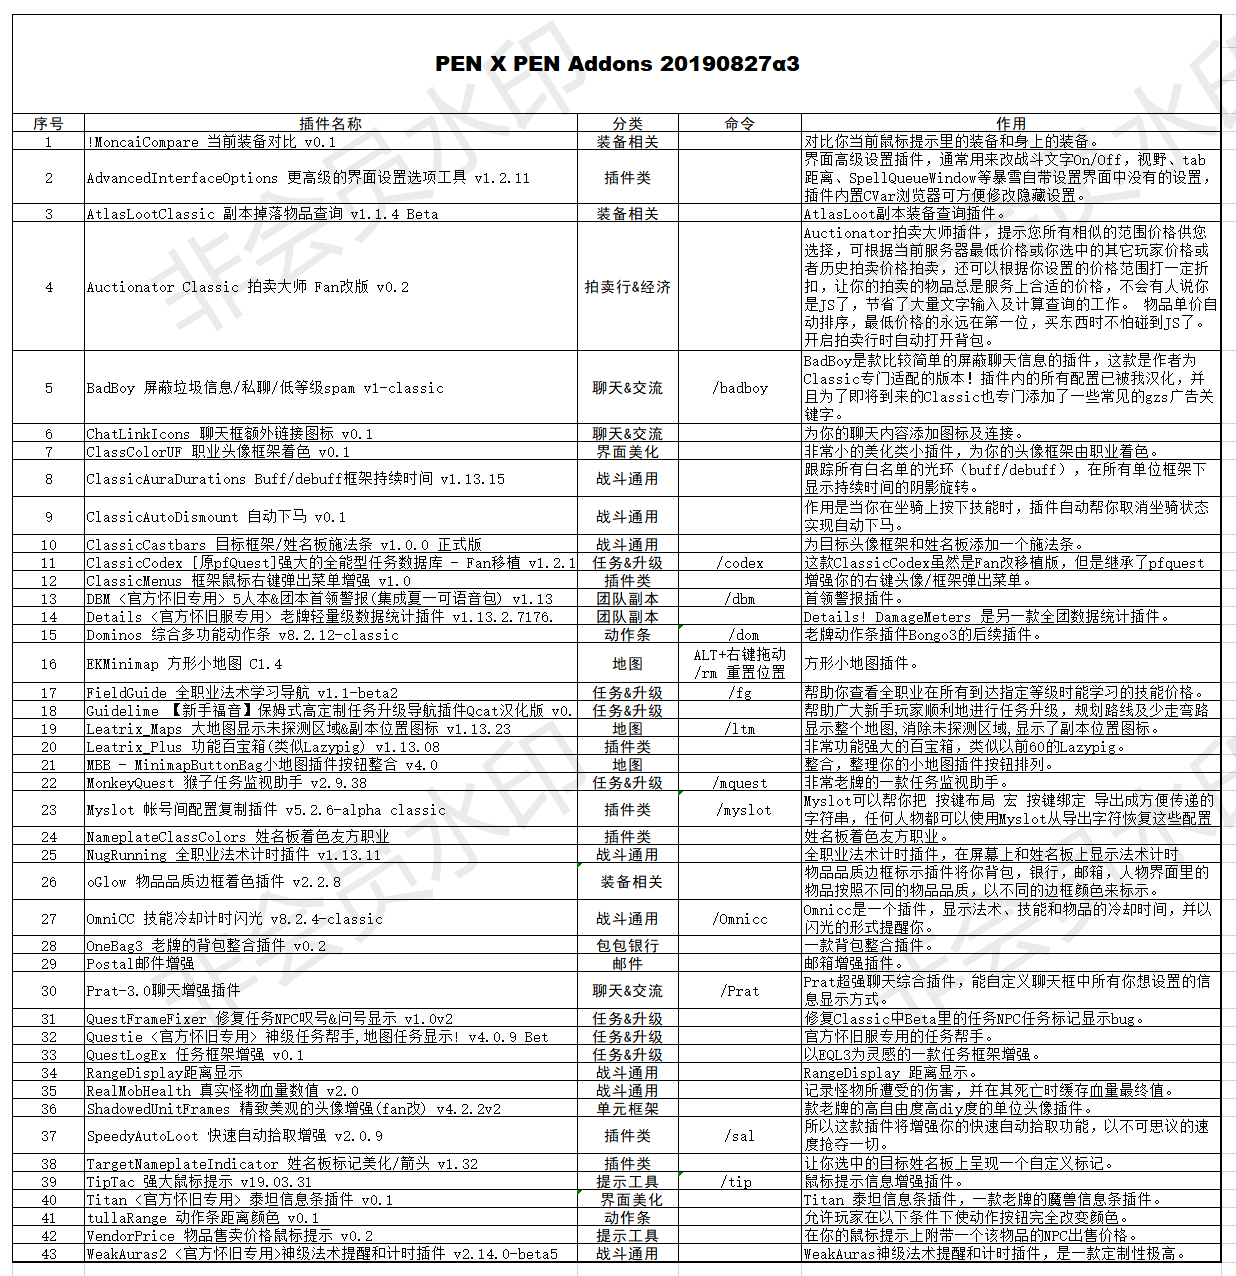 PEN X PEN Addons 20190827α3
序号 插件名称 分类 命令 作用
1 !MoncaiCompare 当前装备对比 v0.1 装备相关 对比你当前鼠标提示里的装备和身上的装备。
2 AdvancedInterfaceOptions 更高级的界面设置选项工具 v1.2.11 插件类 界面高级设置插件，通常用来改战斗文字On/Off，视野、tab
距离、SpellQueueWindow等暴雪自带设置界面中没有的设置，
插件内置CVar浏览器可方便修改隐藏设置。
3 AtlasLootClassic 副本掉落物品查询 v1.1.4 Beta 装备相关 AtlasLoot副本装备查询插件。
4 Auctionator Classic 拍卖大师 Fan改版 v0.2 拍卖行&经济 Auctionator拍卖大师插件，提示您所有相似的范围价格供您
选择，可根据当前服务器最低价格或你选中的其它玩家价格或
者历史拍卖价格拍卖，还可以根据你设置的价格范围打一定折
扣，让你的拍卖的物品总是服务上合适的价格，不会有人说你
是JS了，节省了大量文字输入及计算查询的工作。 物品单价自
动排序，最低价格的永远在第一位，买东西时不怕碰到JS了。
开启拍卖行时自动打开背包。
5 BadBoy 屏蔽垃圾信息/私聊/低等级spam v1-classic 聊天&交流 /badboy BadBoy是款比较简单的屏蔽聊天信息的插件，这款是作者为
Classic专门适配的版本！插件内的所有配置已被我汉化，并
且为了即将到来的Classic也专门添加了一些常见的gzs广告关
键字。
6 ChatLinkIcons 聊天框额外链接图标 v0.1 聊天&交流 为你的聊天内容添加图标及连接。
7 ClassColorUF 职业头像框架着色 v0.1 界面美化 非常小的美化类小插件，为你的头像框架由职业着色。
8 ClassicAuraDurations Buff/debuff框架持续时间 v1.13.15 战斗通用 跟踪所有白名单的光环（buff/debuff），在所有单位框架下
显示持续时间的阴影旋转。
9 ClassicAutoDismount 自动下马 v0.1 战斗通用 作用是当你在坐骑上按下技能时，插件自动帮你取消坐骑状态
实现自动下马。
10 ClassicCastbars 目标框架/姓名板施法条 v1.0.0 正式版 战斗通用 为目标头像框架和姓名板添加一个施法条。
11 ClassicCodex [原pfQuest]强大的全能型任务数据库 - Fan移植 v1.2.1 任务&升级 /codex 这款ClassicCodex虽然是Fan改移植版，但是继承了pfquest
12 ClassicMenus 框架鼠标右键弹出菜单增强 v1.0 插件类 增强你的右键头像/框架弹出菜单。
13 DBM <官方怀旧专用> 5人本&团本首领警报(集成夏一可语音包) v1.13 团队副本 /dbm 首领警报插件。
14 Details <官方怀旧服专用> 老牌轻量级数据统计插件 v1.13.2.7176. 团队副本 Details! DamageMeters 是另一款全团数据统计插件。
15 Dominos 综合多功能动作条 v8.2.12-classic 动作条 /dom 老牌动作条插件Bongo3的后续插件。
16 EKMinimap 方形小地图 C1.4 地图 ALT+右键拖动 方形小地图插件。
/rm 重置位置
17 FieldGuide 全职业法术学习导航 v1.1-beta2 任务&升级 /fg 帮助你查看全职业在所有到达指定等级时能学习的技能价格。
18 Guidelime 【新手福音】保姆式高定制任务升级导航插件Qcat汉化版 v0. 任务&升级 帮助广大新手玩家顺利地进行任务升级，规划路线及少走弯路
19 Leatrix_Maps 大地图显示未探测区域&副本位置图标 v1.13.23 地图 /ltm 显示整个地图,消除未探测区域,显示了副本位置图标。
20 Leatrix_Plus 功能百宝箱(类似Lazypig) v1.13.08 插件类 非常功能强大的百宝箱，类似以前60的Lazypig。
21 MBB - MinimapButtonBag小地图插件按钮整合 v4.0 地图 整合，整理你的小地图插件按钮排列。
22 MonkeyQuest 猴子任务监视助手 v2.9.38 任务&升级 /mquest 非常老牌的一款任务监视助手。
23 Myslot 帐号间配置复制插件 v5.2.6-alpha classic 插件类 /myslot Myslot可以帮你把 按键布局 宏 按键绑定 导出成方便传递的
字符串，任何人物都可以使用Myslot从导出字符恢复这些配置
24 NameplateClassColors 姓名板着色友方职业 插件类 姓名板着色友方职业。
25 NugRunning 全职业法术计时插件 v1.13.11 战斗通用 全职业法术计时插件，在屏幕上和姓名板上显示法术计时
26 oGlow 物品品质边框着色插件 v2.2.8 装备相关 物品品质边框标示插件将你背包，银行，邮箱，人物界面里的
物品按照不同的物品品质，以不同的边框颜色来标示。
27 OmniCC 技能冷却计时闪光 v8.2.4-classic 战斗通用 /Omnicc Omnicc是一个插件，显示法术、技能和物品的冷却时间，并以
闪光的形式提醒你。
28 OneBag3 老牌的背包整合插件 v0.2 包包银行 一款背包整合插件。
29 Postal邮件增强 邮件 邮箱增强插件。
30 Prat-3.0聊天增强插件 聊天&交流 /Prat Prat超强聊天综合插件，能自定义聊天框中所有你想设置的信
息显示方式。
31 QuestFrameFixer 修复任务NPC叹号&问号显示 v1.0v2 任务&升级 修复Classic中Beta里的任务NPC任务标记显示bug。
32 Questie <官方怀旧专用> 神级任务帮手,地图任务显示! v4.0.9 Bet 任务&升级 官方怀旧服专用的任务帮手。
33 QuestLogEx 任务框架增强 v0.1 任务&升级 以EQL3为灵感的一款任务框架增强。
34 RangeDisplay距离显示 战斗通用 RangeDisplay 距离显示。
35 RealMobHealth 真实怪物血量数值 v2.0 战斗通用 记录怪物所遭受的伤害，并在其死亡时缓存血量最终值。
36 ShadowedUnitFrames 精致美观的头像增强(fan改) v4.2.2v2 单元框架 款老牌的高自由度高diy度的单位头像插件。
37 SpeedyAutoLoot 快速自动拾取增强 v2.0.9 插件类 /sal 所以这款插件将增强你的快速自动拾取功能，以不可思议的速
度抢夺一切。
38 TargetNameplateIndicator 姓名板标记美化/箭头 v1.32 插件类 让你选中的目标姓名板上呈现一个自定义标记。
39 TipTac 强大鼠标提示 v19.03.31 提示工具 /tip 鼠标提示信息增强插件。
40 Titan <官方怀旧专用> 泰坦信息条插件 v0.1 界面美化 Titan 泰坦信息条插件，一款老牌的魔兽信息条插件。
41 tullaRange 动作条距离颜色 v0.1 动作条 允许玩家在以下条件下使动作按钮完全改变颜色。
42 VendorPrice 物品售卖价格鼠标提示 v0.2 提示工具 在你的鼠标提示上附带一个该物品的NPC出售价格。
43 WeakAuras2 <官方怀旧专用>神级法术提醒和计时插件 v2.14.0-beta5 战斗通用 WeakAuras神级法术提醒和计时插件，是一款定制性极高。
非会员水印
非会员水印
非会员水印
非会员水印